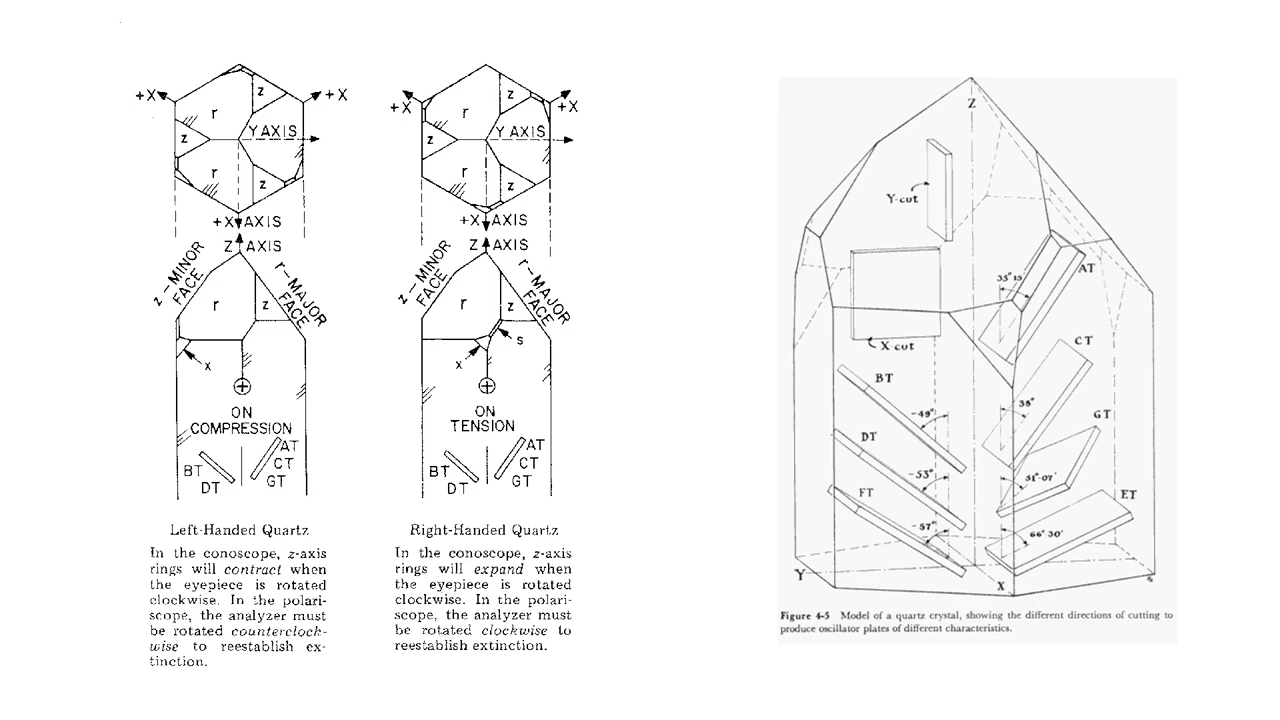 +X
+X
z
r
z
Y AXIS
r
z
+X AXIS
Z AXIS
z-MINOR
FACE
r-MAJOR
FACE
r
z
x
ON
COMPRESSION
BT
DT
AT
CT
GT
Left-Handed Quartz
In the conoscope, z-axis
rings will contract when
the eyepiece is rotated
clockwise. In the polari-
scope, the analyzer must
be rotated counterclock-
wise to reestablish ex-
tinction.
+X
+X
z
r
z
Y AXIS
r
z
+X AXIS
Z AXIS
z-MINOR
FACE
r-MAJOR
FACE
r
z
s
x
ON
TENSION
BT
DT
AT
CT
GT
Right-Handed Quartz
In the conoscope, z-axis
rings will expand when
the eyepiece is rotated
clockwise. In the polari-
scope, the analyzer must
be rotated clockwise to
reestablish extinction.
Z
Y-cut
35° 15'
AT
X-cut
CT
BT
-49°
38°
GT
DT
-53°
51°-07'
ET
FT
-57°
66° 30'
Y
X
Figure 4-5 Model of a quartz crystal, showing the different directions of cutting to
produce oscillator plates of different characteristics.